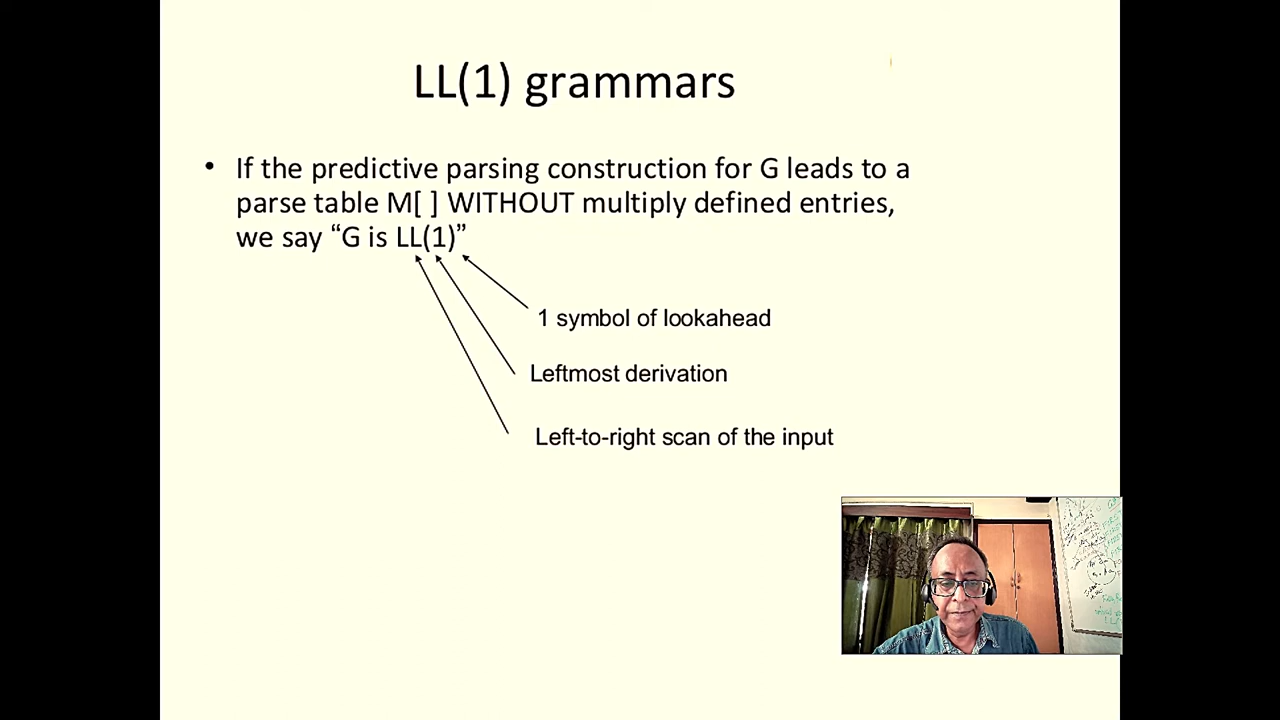 LL(1) grammars
• If the predictive parsing construction for G leads to a
parse table M[ ] WITHOUT multiply defined entries,
we say “G is LL(1)”
1 symbol of lookahead
Leftmost derivation
Left-to-right scan of the input